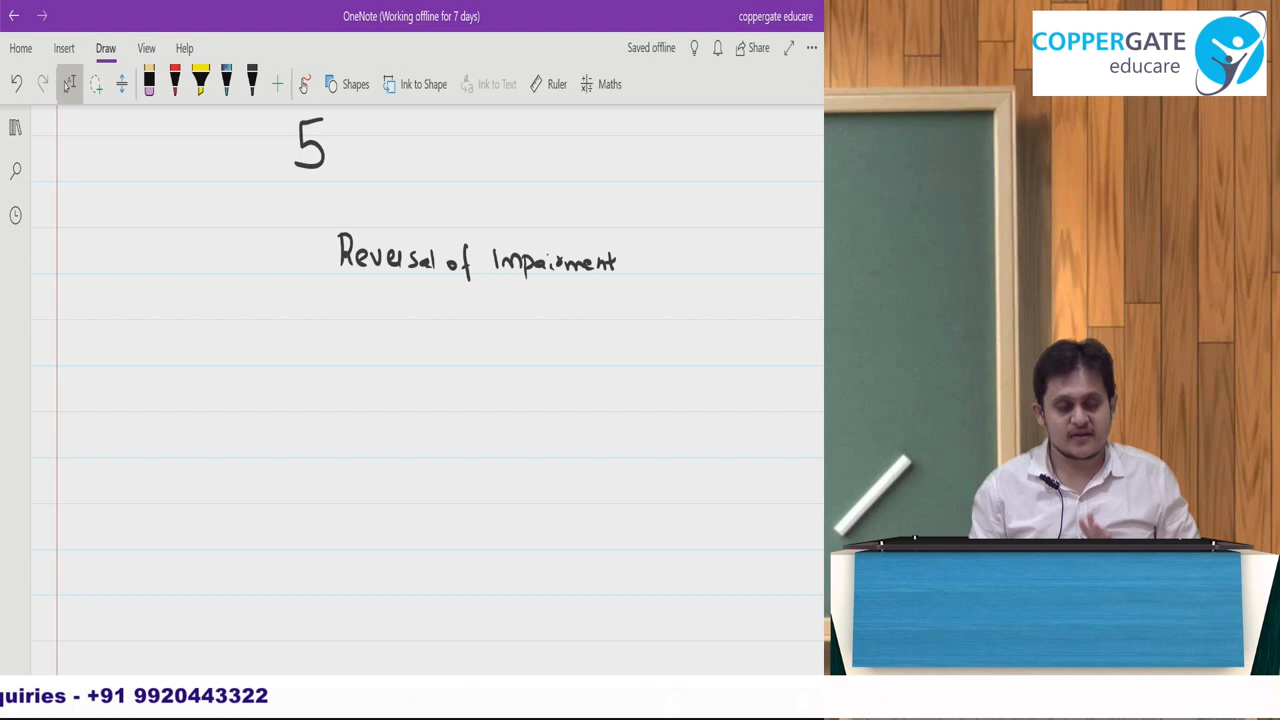 OneNote (Working offline for 7 days)
coppergate educare
Home Insert Draw View Help
Saved offline Share
Shapes Ink to Shape Ink to Text Ruler Maths
COPPERGATE
educare
5
Reversal of Impairment
quiries - +91 9920443322